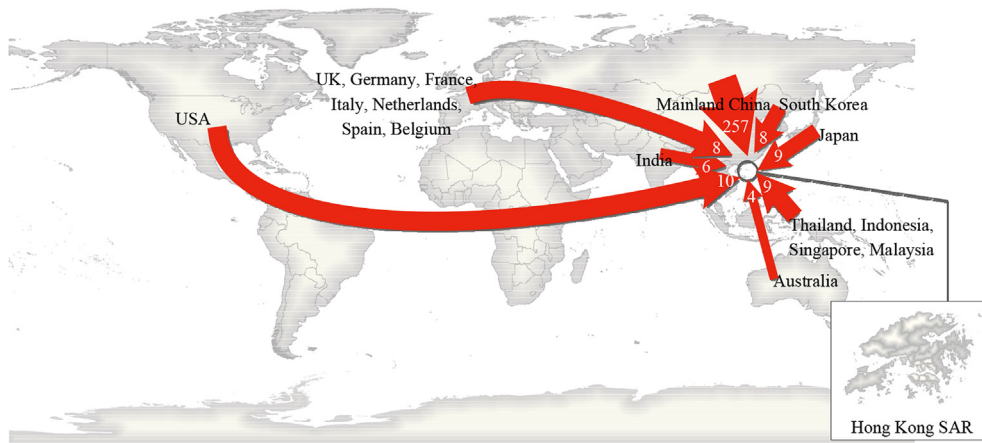 UK, Germany, France,
Italy, Netherlands,
Spain, Belgium
USA
Mainland China
South Korea
257
8
Japan
8
9
India
6
10
9
4
Thailand, Indonesia,
Singapore, Malaysia
Australia
Hong Kong SAR